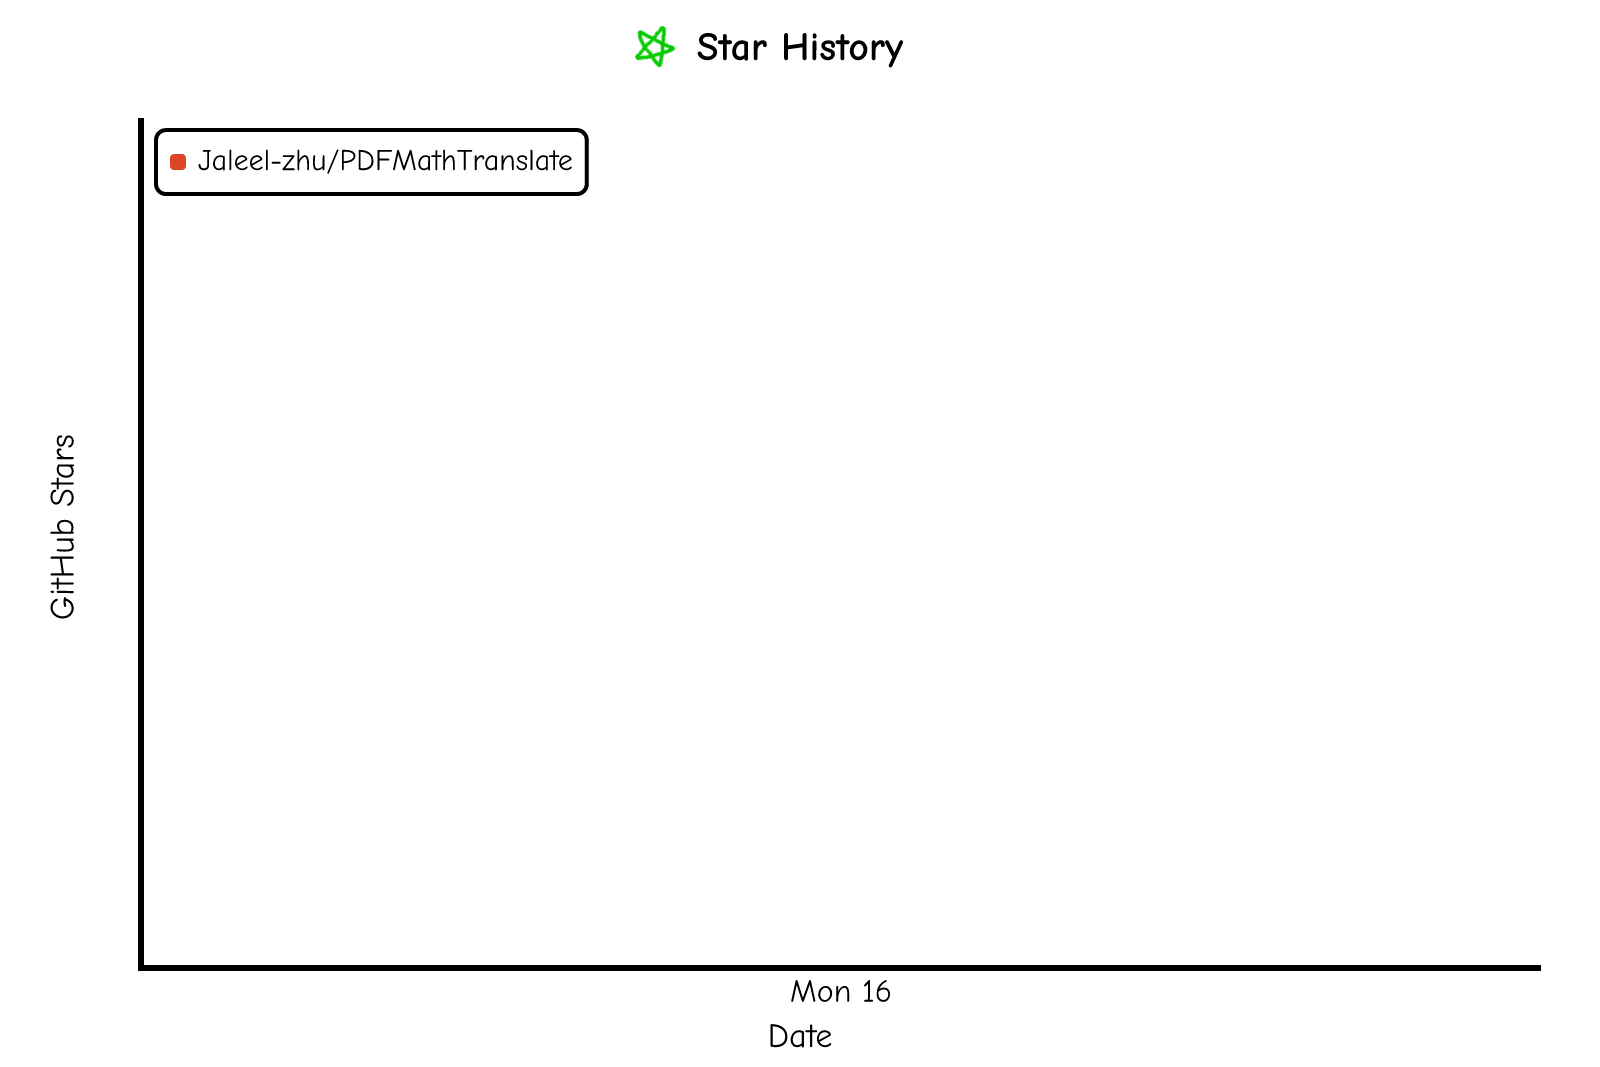 Star History
Jaleel-zhu/PDFMathTranslate
GitHub Stars
Mon 16
Date